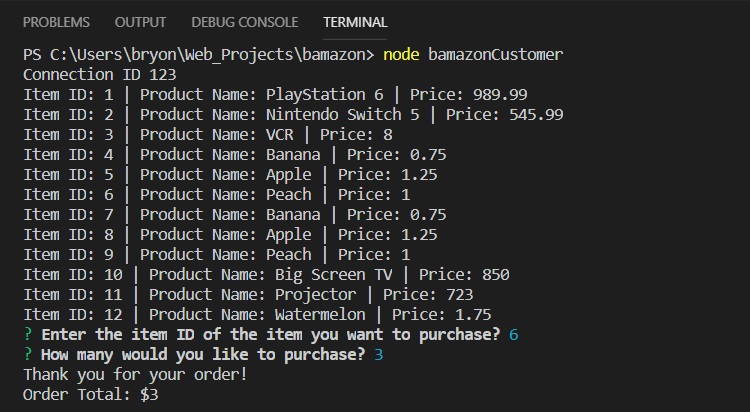 PROBLEMS OUTPUT DEBUG CONSOLE TERMINAL
PS C:\Users\bryon\Web_Projects\bamazon> node bamazonCustomer
Connection ID 123
Item ID: 1 | Product Name: PlayStation 6 | Price: 989.99
Item ID: 2 | Product Name: Nintendo Switch 5 | Price: 545.99
Item ID: 3 | Product Name: VCR | Price: 8
Item ID: 4 | Product Name: Banana | Price: 0.75
Item ID: 5 | Product Name: Apple | Price: 1.25
Item ID: 6 | Product Name: Peach | Price: 1
Item ID: 7 | Product Name: Banana | Price: 0.75
Item ID: 8 | Product Name: Apple | Price: 1.25
Item ID: 9 | Product Name: Peach | Price: 1
Item ID: 10 | Product Name: Big Screen TV | Price: 850
Item ID: 11 | Product Name: Projector | Price: 723
Item ID: 12 | Product Name: Watermelon | Price: 1.75
? Enter the item ID of the item you want to purchase? 6
? How many would you like to purchase? 3
Thank you for your order!
Order Total: $3